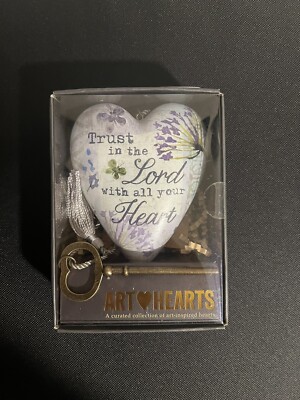 Trust
in the
Lord
with all your
Heart
ART♥HEARTS
A curated collection of art-inspired hearts.